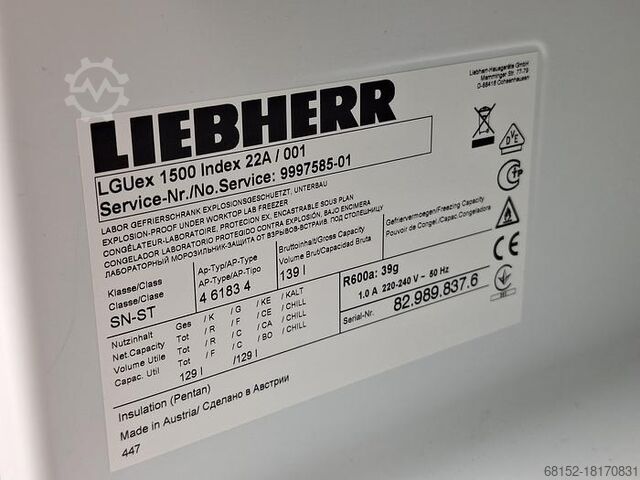 LIEBHERR
Liebherr-Hausgeräte GmbH
Memminger Str. 77-79
D-88416 Ochsenhausen
LGUex 1500 Index 22A / 001
Service-Nr./No.Service: 9997585-01
LABOR GEFRIERSCHRANK EXPLOSIONSGESCHUETZT, UNTERBAU
EXPLOSION-PROOF UNDER WORKTOP LAB FREEZER
CONGÉLATEUR-LABORATOIRE, PROTECION EX, ENCASTRABLE SOUS PLAN
CONGELADOR LABORATORIO PROTEGIDO CONTRA EXPLOSIÓN, BAJO ENCIMERA
ЛАБОРАТОРНЫЙ МОРОЗИЛЬНИК-ЗАЩИТА ОТ ВЗРЫВОВ-ВСТРАИВ. ПОД СТОЛЕШНИЦУ
Klasse/Class
Classe/Clase
SN-ST
Ap-Typ/AP-Type
AP-Type/AP-Tipo
4 6183 4
Bruttoinhalt/Gross Capacity
Volume Brut/Capacidad Bruta
139 l
Gefriervermoegen/Freezing Capacity
Pouvoir de Congel./Capac.Congeladora
Nutzinhalt Ges /K /G /KE /KALT
Net.Capacity Tot /R /F /CE /CHILL
Volume Utile Tot /R /C /CA /CHILL
Capac. Util Tot /F /C /BO /CHILL
129 l /129 l
R600a: 39g
1.0 A 220-240 V ~ 50 Hz
Serial-Nr. 82.989.837.6
Insulation (Pentan)
Made in Austria/ Сделано в Австрии
447
DVE
CE
68152-18170831